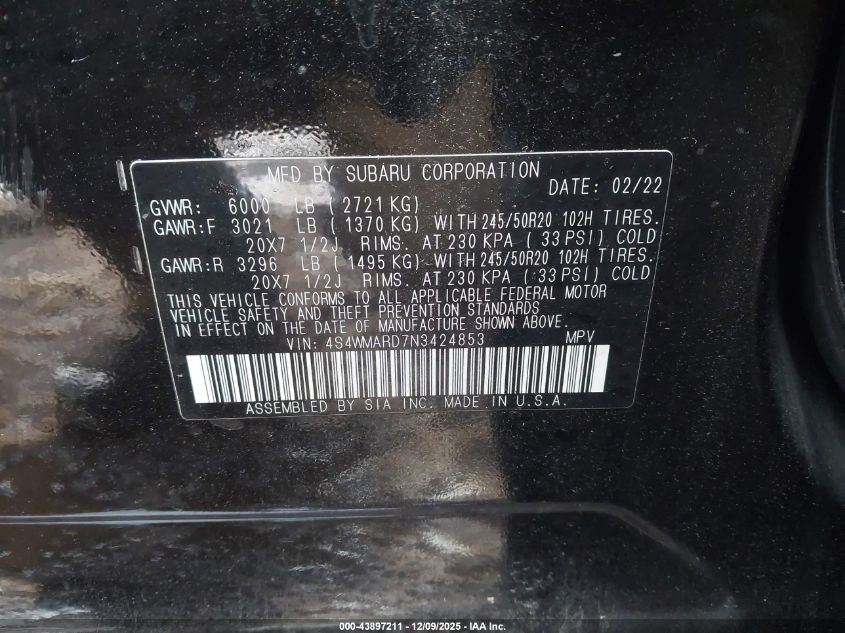 MFD BY SUBARU CORPORATION
DATE: 02/22
GVWR: 6000 LB ( 2721 KG)
GAWR:F 3021 LB ( 1370 KG) WITH 245/50R20 102H TIRES.
20X7 1/2J RIMS. AT 230 KPA ( 33 PSI) COLD
GAWR:R 3296 LB ( 1495 KG)-WITH 245/50R20 102H TIRES.
20X7 1/2J RIMS. AT 230 KPA ( 33 PSI) COLD
THIS VEHICLE CONFORMS TO ALL APPLICABLE FEDERAL MOTOR
VEHICLE SAFETY AND THEFT PREVENTION STANDARDS
IN EFFECT ON THE DATE OF MANUFACTURE SHOWN ABOVE.
VIN: 4S4WMARD7N3424853 MPV
ASSEMBLED BY SIA INC. MADE IN U.S.A.
000-43897211 - 12/09/2025 - IAA Inc.